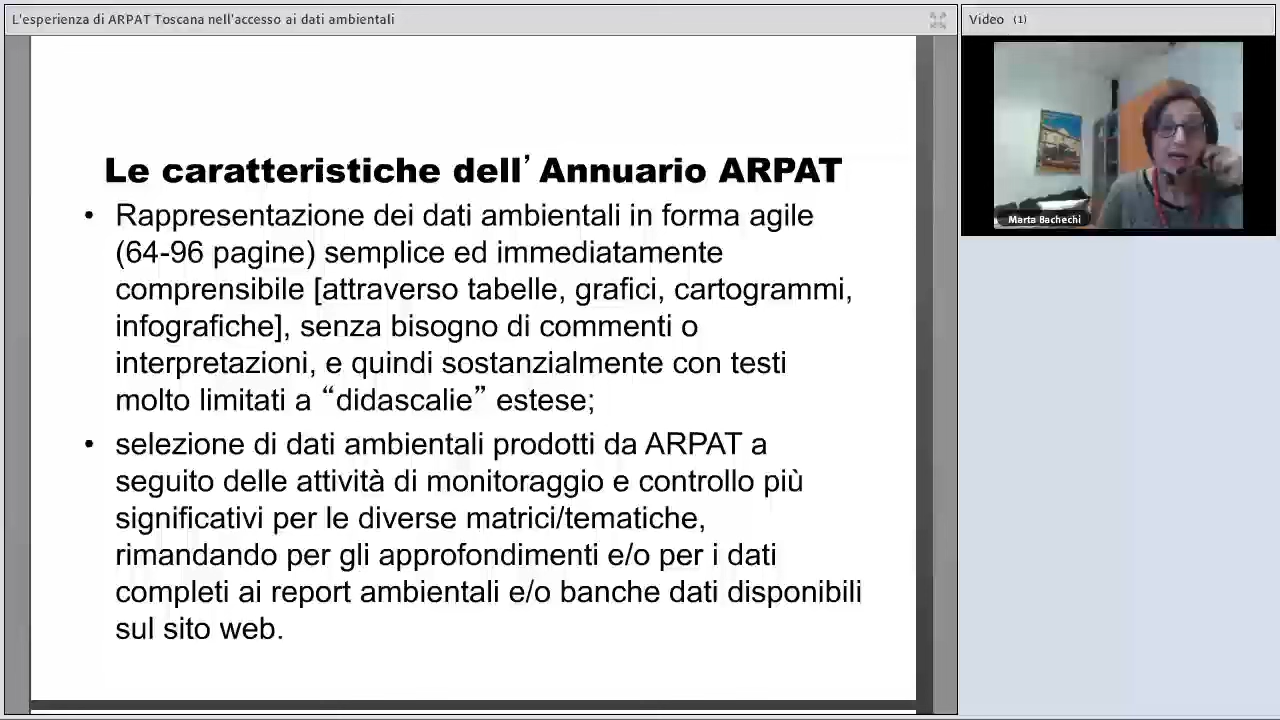 L'esperienza di ARPAT Toscana nell'accesso ai dati ambientali
Video (1)
Marta Bachechi
Le caratteristiche dell’Annuario ARPAT
• Rappresentazione dei dati ambientali in forma agile
(64-96 pagine) semplice ed immediatamente
comprensibile [attraverso tabelle, grafici, cartogrammi,
infografiche], senza bisogno di commenti o
interpretazioni, e quindi sostanzialmente con testi
molto limitati a “didascalie” estese;
• selezione di dati ambientali prodotti da ARPAT a
seguito delle attività di monitoraggio e controllo più
significativi per le diverse matrici/tematiche,
rimandando per gli approfondimenti e/o per i dati
completi ai report ambientali e/o banche dati disponibili
sul sito web.